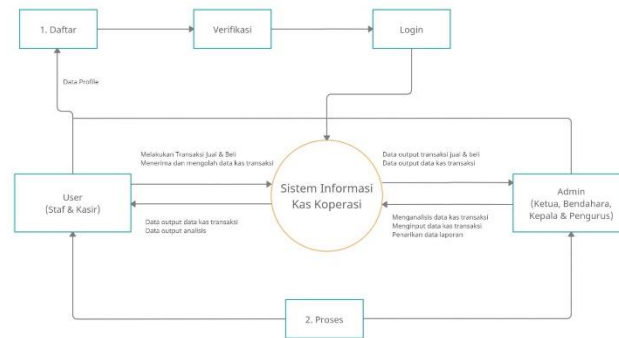 1. Daftar
Verifikasi
Login
Data Profile
Melakukan Transaksi Jual & Beli
Menerima dan mengolah data kas transaksi
Data output transaksi jual & beli
Data output data kas transaksi
User
(Staf & Kasir)
Sistem Informasi
Kas Koperasi
Admin
(Ketua, Bendahara,
Kepala & Pengurus)
Data output data kas transaksi
Data output analisis
Menganalisis data kas transaksi
Menginput data kas transaksi
Penarikan data laporan
2. Proses